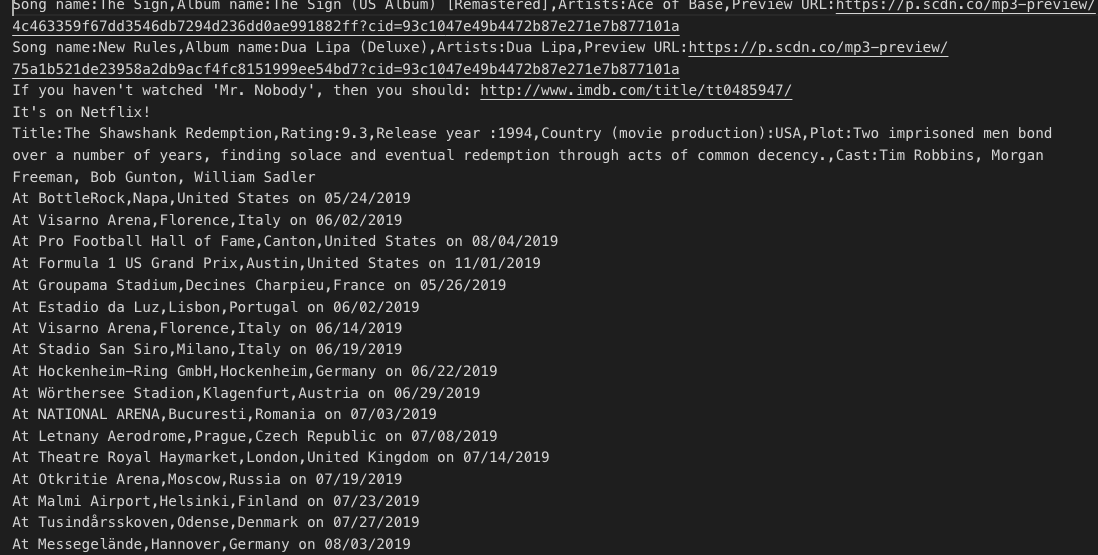 Song name:The Sign,Album name:The Sign (US Album) [Remastered],Artists:Ace of Base,Preview URL:https://p.scdn.co/mp3-preview/
4c463359f67dd3546db7294d236dd0ae991882ff?cid=93c1047e49b4472b87e271e7b877101a
Song name:New Rules,Album name:Dua Lipa (Deluxe),Artists:Dua Lipa,Preview URL:https://p.scdn.co/mp3-preview/
75a1b521de23958a2db9acf4fc8151999ee54bd7?cid=93c1047e49b4472b87e271e7b877101a
If you haven't watched 'Mr. Nobody', then you should: http://www.imdb.com/title/tt0485947/
It's on Netflix!
Title:The Shawshank Redemption,Rating:9.3,Release year :1994,Country (movie production):USA,Plot:Two imprisoned men bond
over a number of years, finding solace and eventual redemption through acts of common decency.,Cast:Tim Robbins, Morgan
Freeman, Bob Gunton, William Sadler
At BottleRock,Napa,United States on 05/24/2019
At Visarno Arena,Florence,Italy on 06/02/2019
At Pro Football Hall of Fame,Canton,United States on 08/04/2019
At Formula 1 US Grand Prix,Austin,United States on 11/01/2019
At Groupama Stadium,Decines Charpieu,France on 05/26/2019
At Estadio da Luz,Lisbon,Portugal on 06/02/2019
At Visarno Arena,Florence,Italy on 06/14/2019
At Stadio San Siro,Milano,Italy on 06/19/2019
At Hockenheim-Ring GmbH,Hockenheim,Germany on 06/22/2019
At Wörthersee Stadion,Klagenfurt,Austria on 06/29/2019
At NATIONAL ARENA,Bucuresti,Romania on 07/03/2019
At Letnany Aerodrome,Prague,Czech Republic on 07/08/2019
At Theatre Royal Haymarket,London,United Kingdom on 07/14/2019
At Otkritie Arena,Moscow,Russia on 07/19/2019
At Malmi Airport,Helsinki,Finland on 07/23/2019
At Tusindårsskoven,Odense,Denmark on 07/27/2019
At Messegelände,Hannover,Germany on 08/03/2019